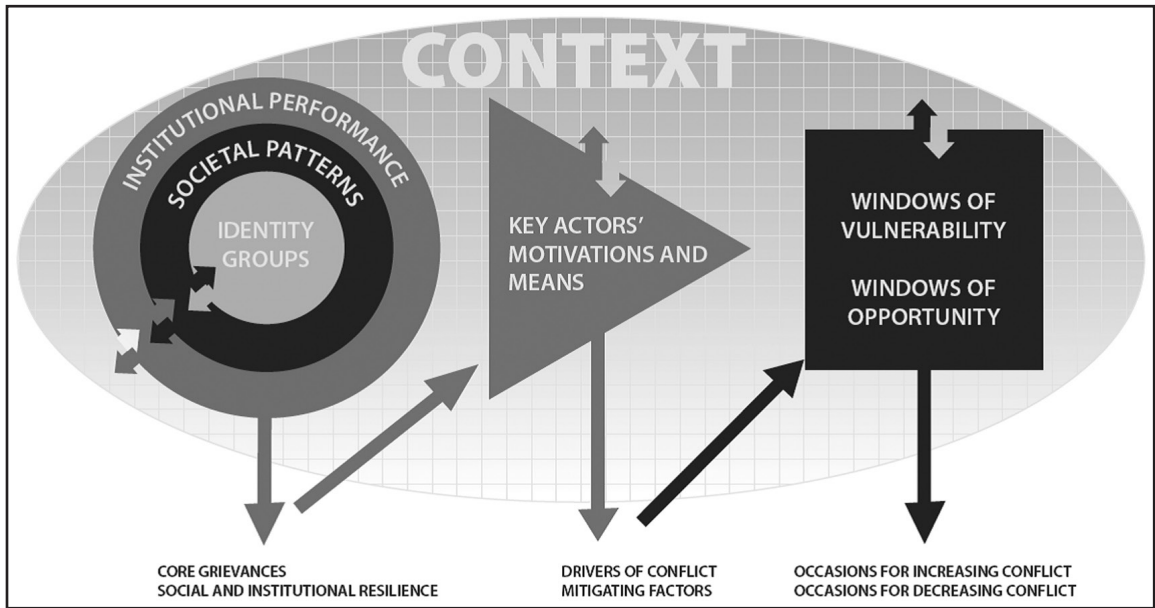 CONTEXT
INSTITUTIONAL PERFORMANCE
SOCIETAL PATTERNS
IDENTITY
GROUPS
KEY ACTORS’
MOTIVATIONS AND
MEANS
WINDOWS OF
VULNERABILITY
WINDOWS OF
OPPORTUNITY
CORE GRIEVANCES
SOCIAL AND INSTITUTIONAL RESILIENCE
DRIVERS OF CONFLICT
MITIGATING FACTORS
OCCASIONS FOR INCREASING CONFLICT
OCCASIONS FOR DECREASING CONFLICT